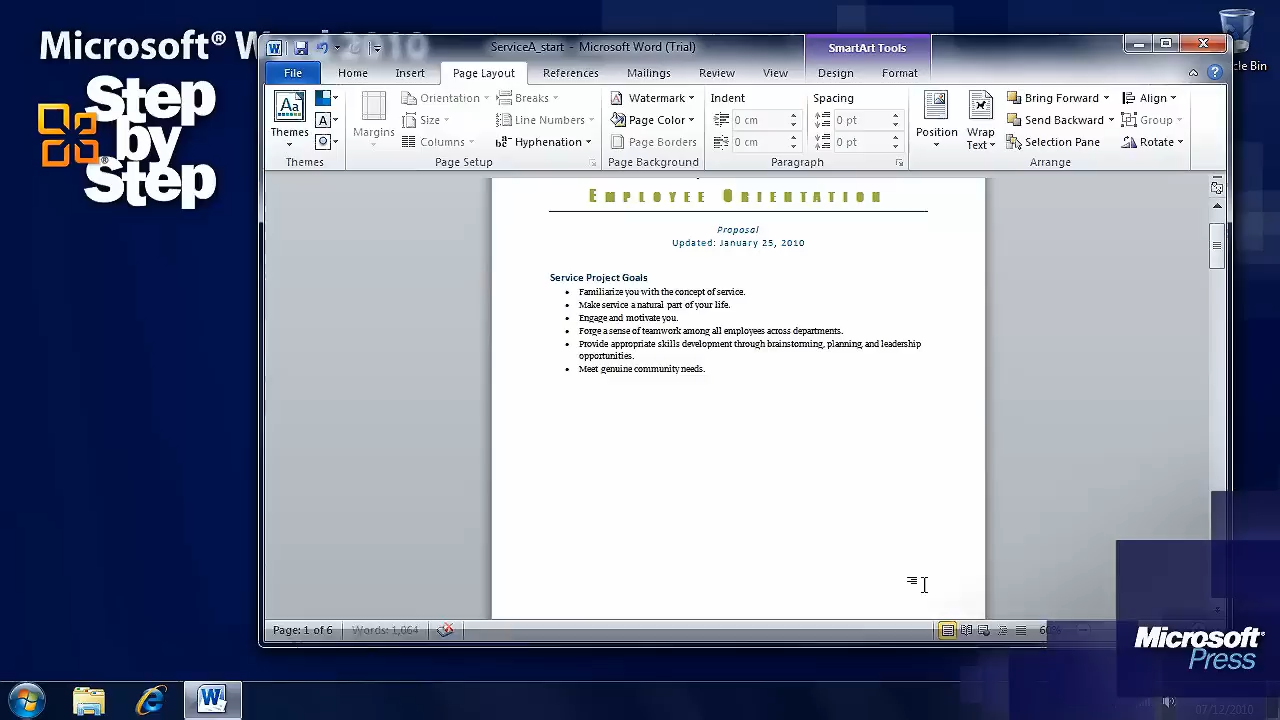 Microsoft® W 2010
Step
by
Step
®
ServiceA_start - Microsoft Word (Trial)
SmartArt Tools
File Home Insert Page Layout References Mailings Review View Design Format
Themes
Margins
Orientation
Size
Columns
Breaks
Line Numbers
Hyphenation
Watermark
Page Color
Page Borders
Indent
0 cm
0 cm
Spacing
0 pt
0 pt
Position
Wrap
Text
Bring Forward
Send Backward
Selection Pane
Align
Group
Rotate
Themes Page Setup Page Background Paragraph Arrange
cle Bin
Employee Orientation
Proposal
Updated: January 25, 2010
Service Project Goals
• Familiarize you with the concept of service.
• Make service a natural part of your life.
• Engage and motivate you.
• Forge a sense of teamwork among all employees across departments.
• Provide appropriate skills development through brainstorming, planning, and leadership
opportunities.
• Meet genuine community needs.
Page: 1 of 6 Words: 1,064
Microsoft®
Press
07/12/2010